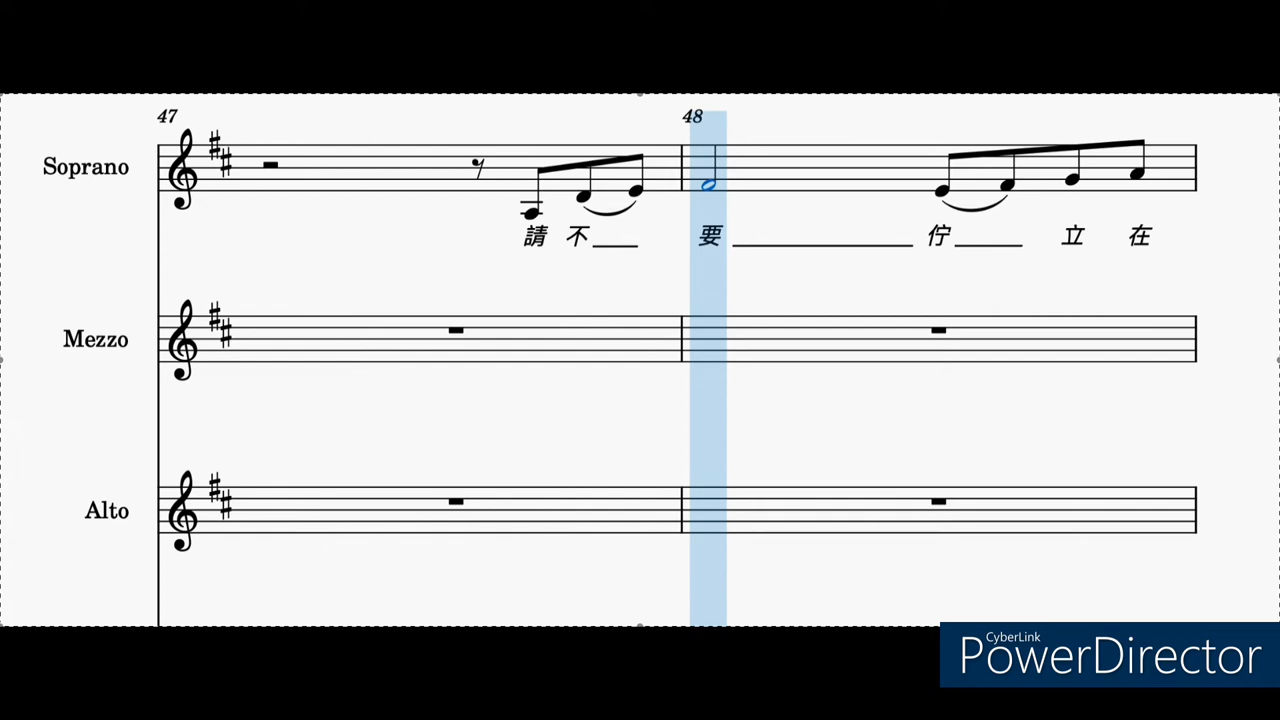 47 48
Soprano
請 不 要 佇 立 在
Mezzo
Alto
CyberLink
PowerDirector